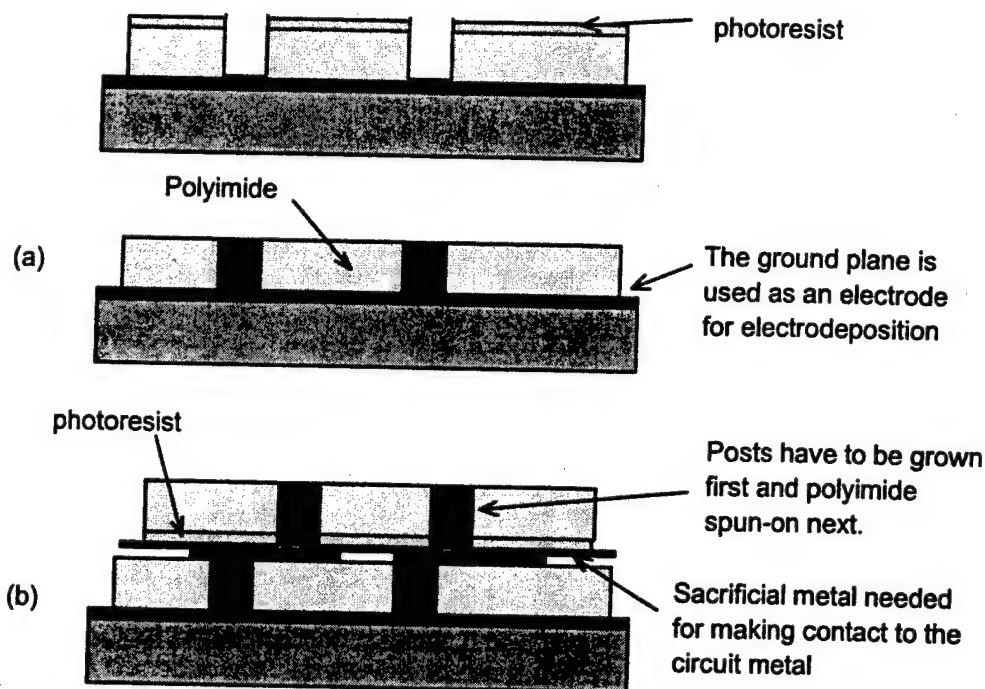 photoresist
Polyimide
(a)
The ground plane is
used as an electrode
for electrodeposition
photoresist
Posts have to be grown
first and polyimide
spun-on next.
(b)
Sacrificial metal needed
for making contact to the
circuit metal